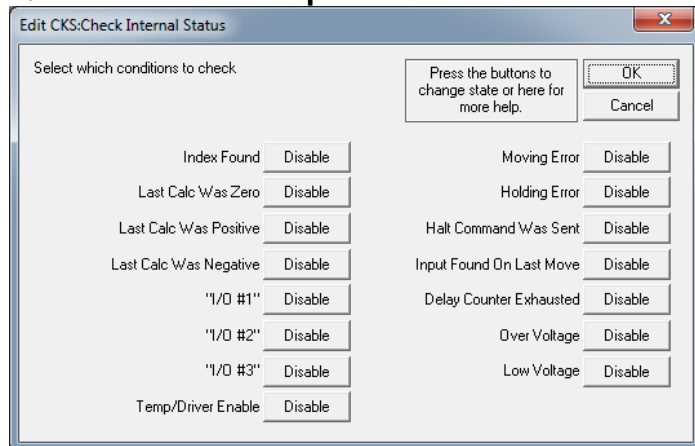 Edit CKS:Check Internal Status
Select which conditions to check
Press the buttons to
change state or here for
more help.
OK
Cancel
Index Found Disable
Last Calc Was Zero Disable
Last Calc Was Positive Disable
Last Calc Was Negative Disable
"I/O #1" Disable
"I/O #2" Disable
"I/O #3" Disable
Temp/Driver Enable Disable
Moving Error Disable
Holding Error Disable
Halt Command Was Sent Disable
Input Found On Last Move Disable
Delay Counter Exhausted Disable
Over Voltage Disable
Low Voltage Disable